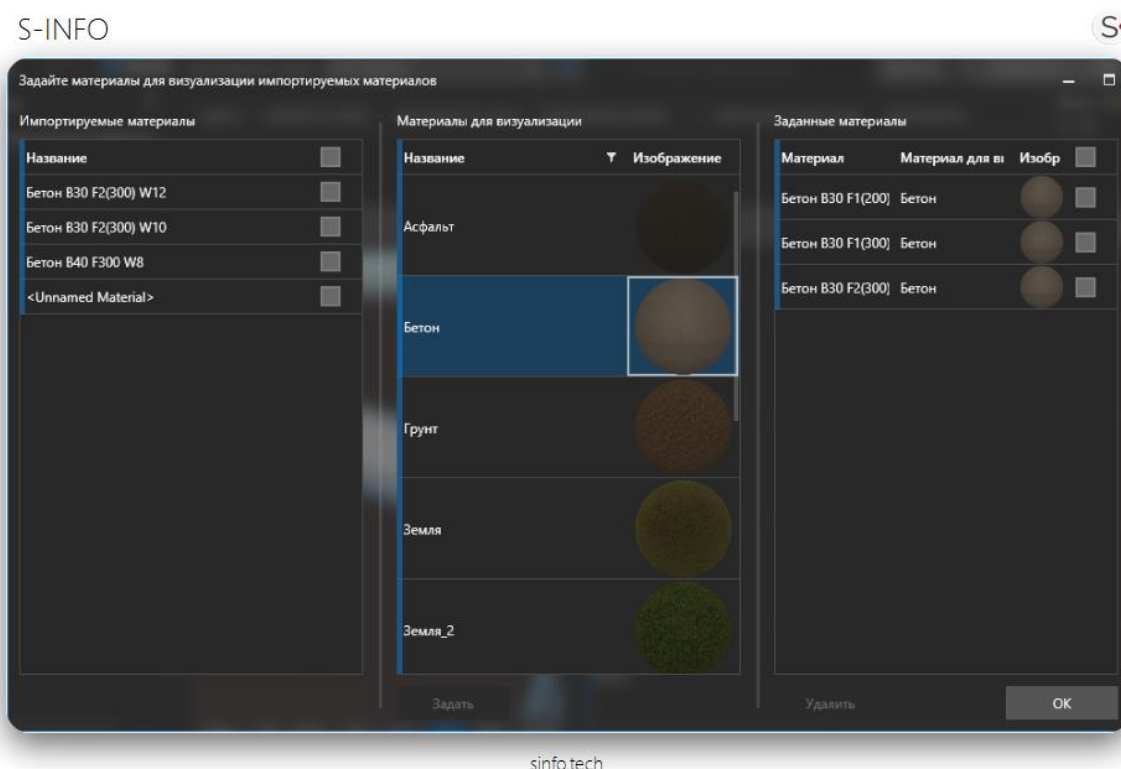 S-INFO
S
Задайте материалы для визуализации импортируемых материалов
Импортируемые материалы
Название
Бетон B30 F2(300) W12
Бетон B30 F2(300) W10
Бетон B40 F300 W8
<Unnamed Material>
Материалы для визуализации
Название Изображение
Асфальт
Бетон
Грунт
Земля
Земля_2
Задать
Заданные материалы
Материал Материал для ви Изобр
Бетон B30 F1(200) Бетон
Бетон B30 F1(300) Бетон
Бетон B30 F2(300) Бетон
Удалить
OK
sinfo.tech